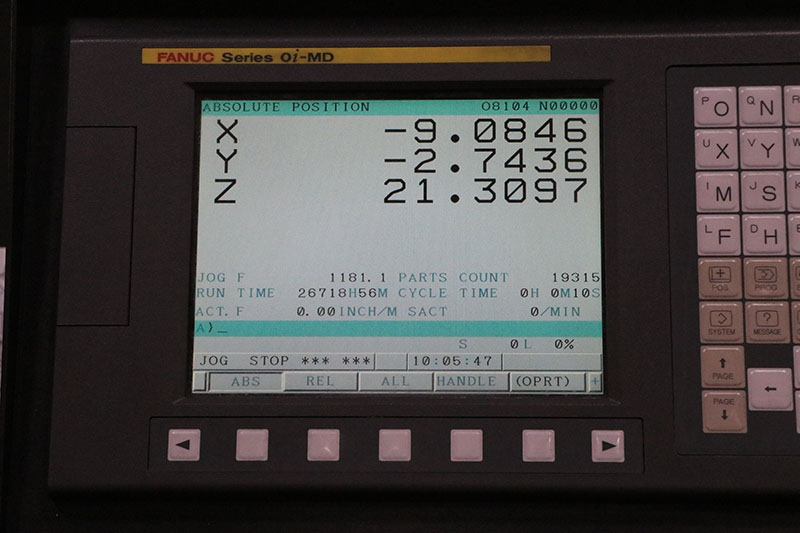 FANUC Series 0i-MD
ABSOLUTE POSITION O8104 N00000
X -9.0846
Y -2.7436
Z 21.3097
JOG F 1181.1 PARTS COUNT 19315
RUN TIME 26718H56M CYCLE TIME 0H 0M10S
ACT.F 0.00INCH/M SACT 0/MIN
A)_
S 0 L 0%
JOG STOP *** *** 10:05:47
ABS REL ALL HANDLE (OPRT) +
P O Q N R
U X V Y W
I M J S K
L F D H
POS PROG
SYSTEM ? MESSAGE
↑ PAGE
←
PAGE ↓
◄ ►